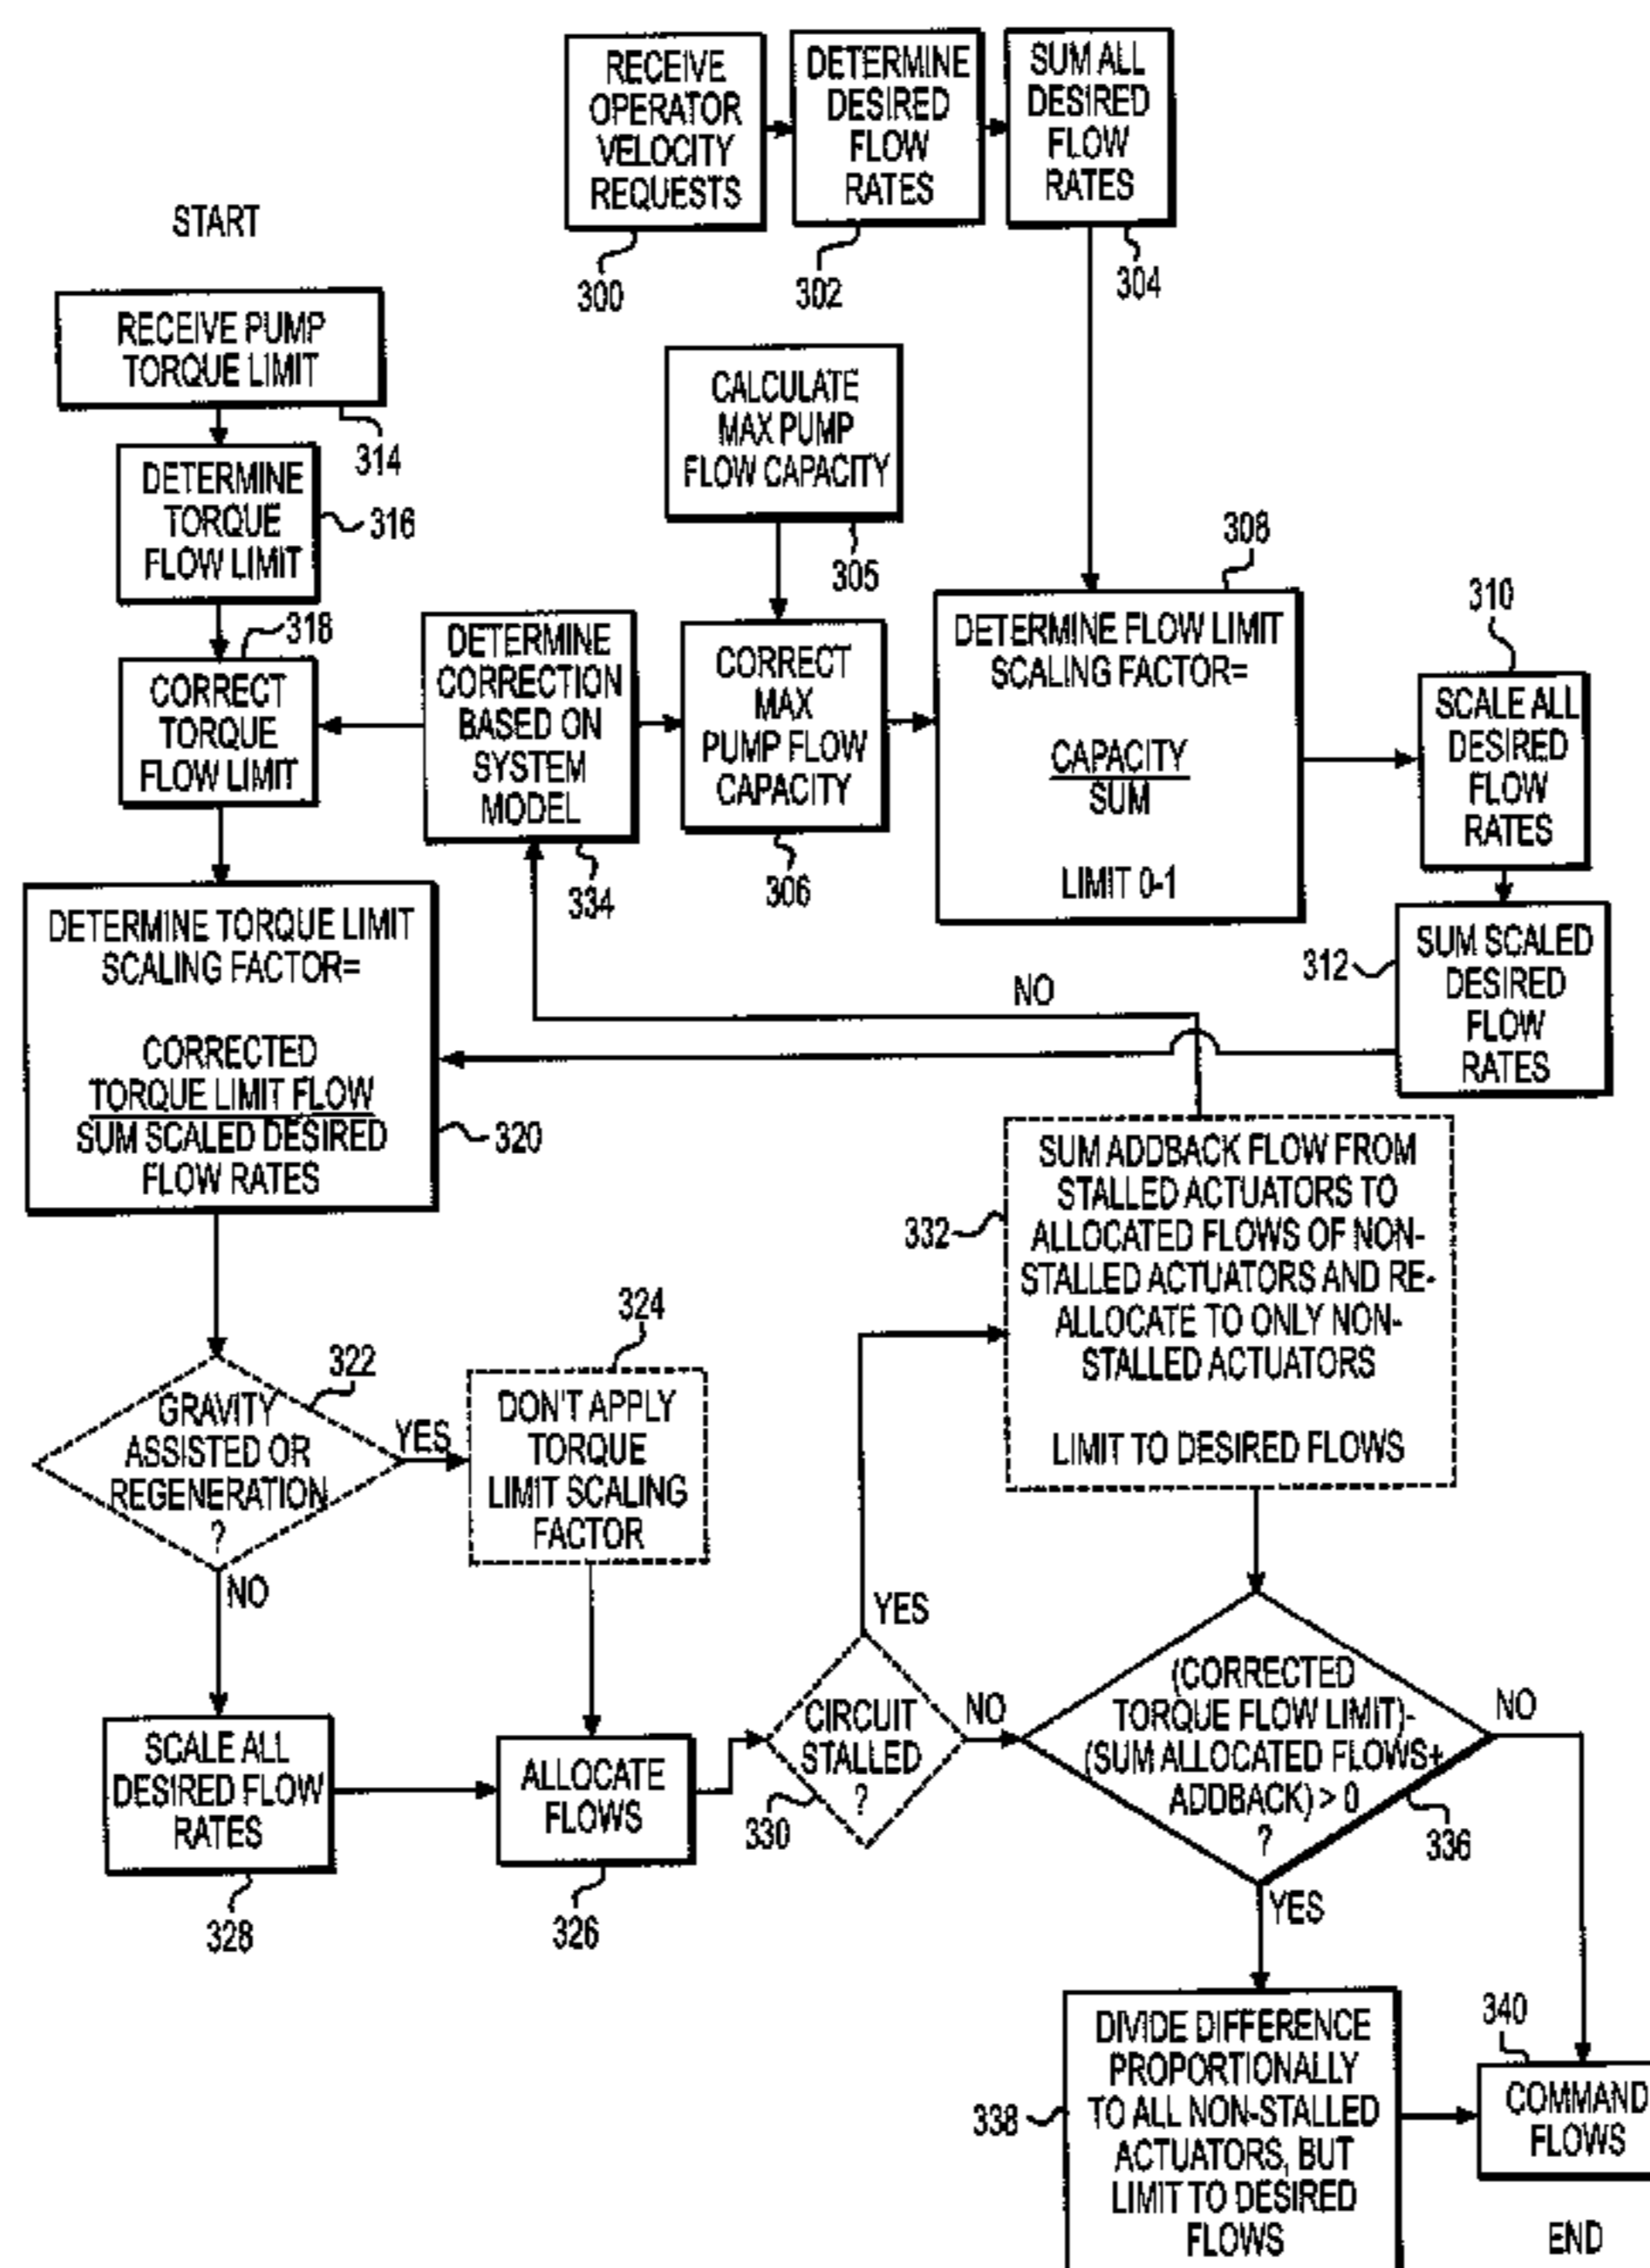 RECEIVE
OPERATOR
VELOCITY
REQUESTS
300
DETERMINE
DESIRED
FLOW
RATES
302
SUM ALL
DESIRED
FLOW
RATES
304
START
RECEIVE PUMP
TORQUE LIMIT
314
DETERMINE
TORQUE
FLOW LIMIT
316
CALCULATE
MAX PUMP
FLOW CAPACITY
305
318
CORRECT
TORQUE
FLOW LIMIT
DETERMINE
CORRECTION
BASED ON
SYSTEM
MODEL
334
CORRECT
MAX
PUMP FLOW
CAPACITY
306
308
DETERMINE FLOW LIMIT
SCALING FACTOR=
CAPACITY
SUM
LIMIT 0-1
310
SCALE ALL
DESIRED
FLOW
RATES
312
SUM SCALED
DESIRED
FLOW
RATES
NO
DETERMINE TORQUE LIMIT
SCALING FACTOR=
CORRECTED
TORQUE LIMIT FLOW
SUM SCALED DESIRED
FLOW RATES
320
332
SUM ADDBACK FLOW FROM
STALLED ACTUATORS TO
ALLOCATED FLOWS OF NON-
STALLED ACTUATORS AND RE-
ALLOCATE TO ONLY NON-
STALLED ACTUATORS
LIMIT TO DESIRED FLOWS
322
GRAVITY
ASSISTED OR
REGENERATION
?
YES
NO
324
DON'T APPLY
TORQUE
LIMIT SCALING
FACTOR
SCALE ALL
DESIRED FLOW
RATES
328
ALLOCATE
FLOWS
326
YES
CIRCUIT
STALLED
?
330
NO
(CORRECTED
TORQUE FLOW LIMIT)-
(SUM ALLOCATED FLOWS+
ADDBACK) > 0
?
336
NO
YES
338
DIVIDE DIFFERENCE
PROPORTIONALLY
TO ALL NON-STALLED
ACTUATORS, BUT
LIMIT TO DESIRED
FLOWS
340
COMMAND
FLOWS
END